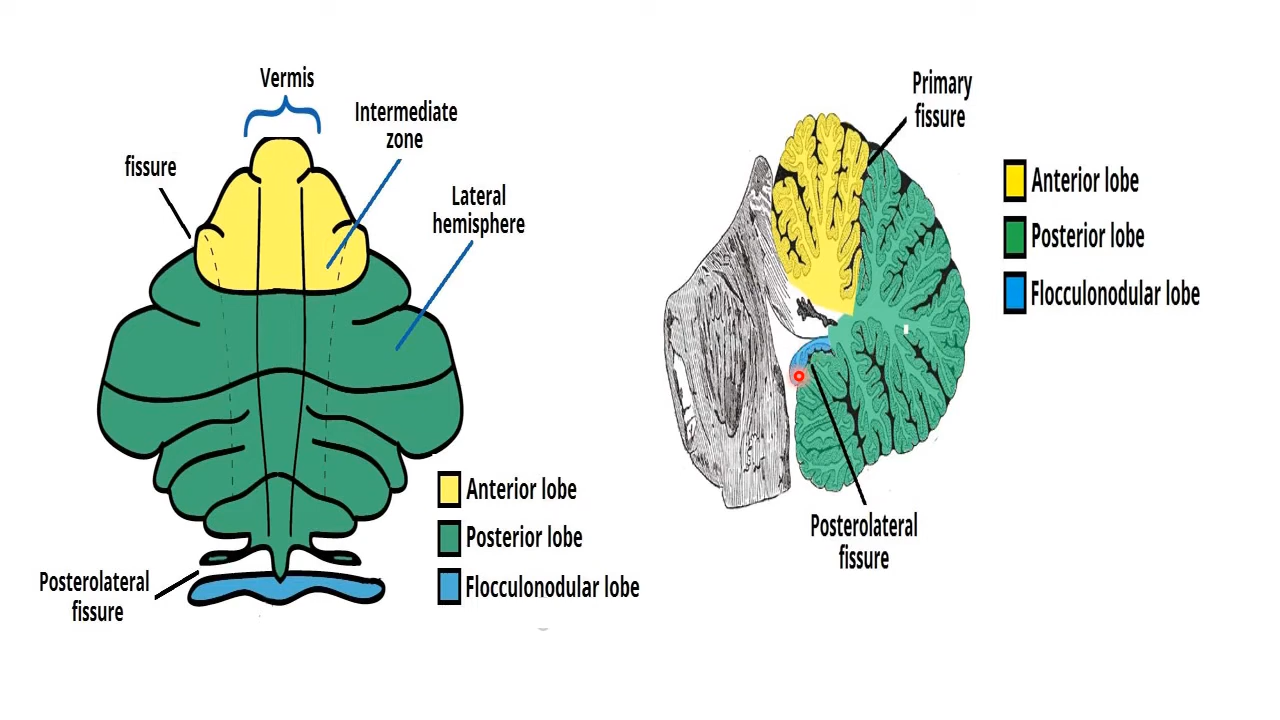 Vermis
Intermediate
zone
fissure
Lateral
hemisphere
Anterior lobe
Posterior lobe
Flocculonodular lobe
Posterolateral
fissure
Primary
fissure
Anterior lobe
Posterior lobe
Flocculonodular lobe
Posterolateral
fissure